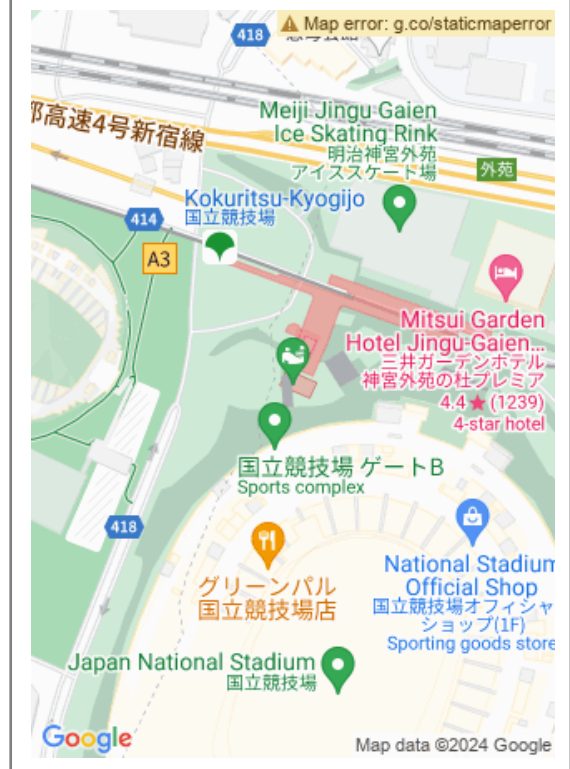 Map error: g.co/staticmaperror
418
都高速4号新宿線
Meiji Jingu Gaien
Ice Skating Rink
明治神宮外苑
アイススケート場
外苑
Kokuritsu-Kyogijo
国立競技場
414
A3
Mitsui Garden
Hotel Jingu-Gaien...
三井ガーデンホテル
神宮外苑の杜プレミア
4.4★(1239)
4-star hotel
国立競技場 ゲートB
Sports complex
418
グリーンパル
国立競技場店
National Stadium
Official Shop
国立競技場オフィシャ
ショップ(1F)
Sporting goods store
Japan National Stadium
国立競技場
Google
Map data ©2024 Google